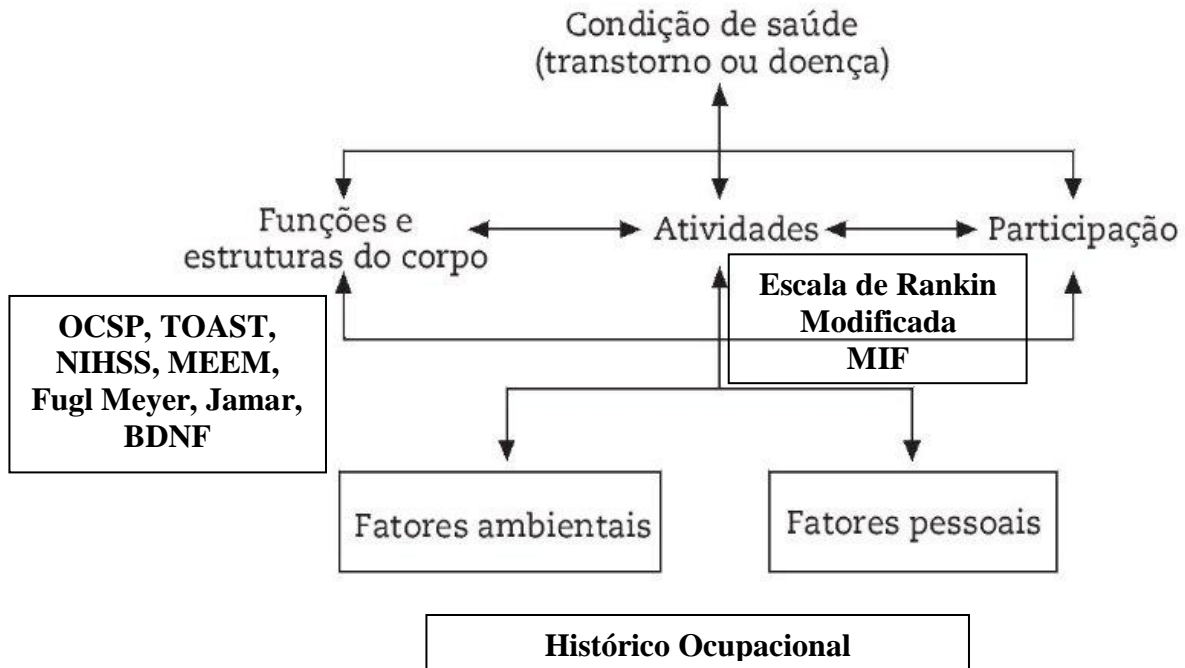 Condição de saúde
(transtorno ou doença)
Funções e
estruturas do corpo
Atividades
Participação
OCSP, TOAST,
NIHSS, MEEM,
Fugl Meyer, Jamar,
BDNF
Escala de Rankin
Modificada
MIF
Fatores ambientais
Fatores pessoais
Histórico Ocupacional